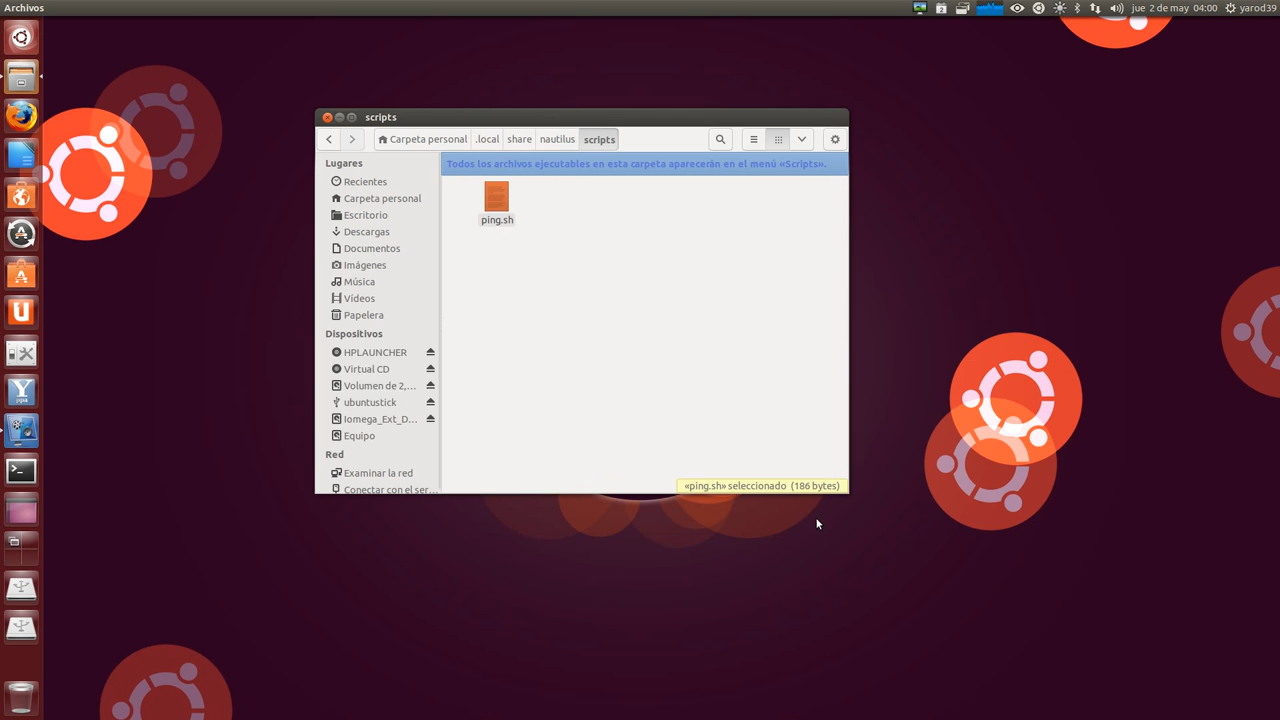 Archivos
2
jue 2 de may 04:00
yarod39
scripts
Carpeta personal .local share nautilus scripts
Todos los archivos ejecutables en esta carpeta aparecerán en el menú «Scripts».
Lugares
Recientes
Carpeta personal
Escritorio
Descargas
Documentos
Imágenes
Música
Vídeos
Papelera
Dispositivos
HPLAUNCHER
Virtual CD
Volumen de 2,...
ubuntustick
Iomega_Ext_D...
Equipo
Red
Examinar la red
Conectar con el ser...
ping.sh
«ping.sh» seleccionado (186 bytes)